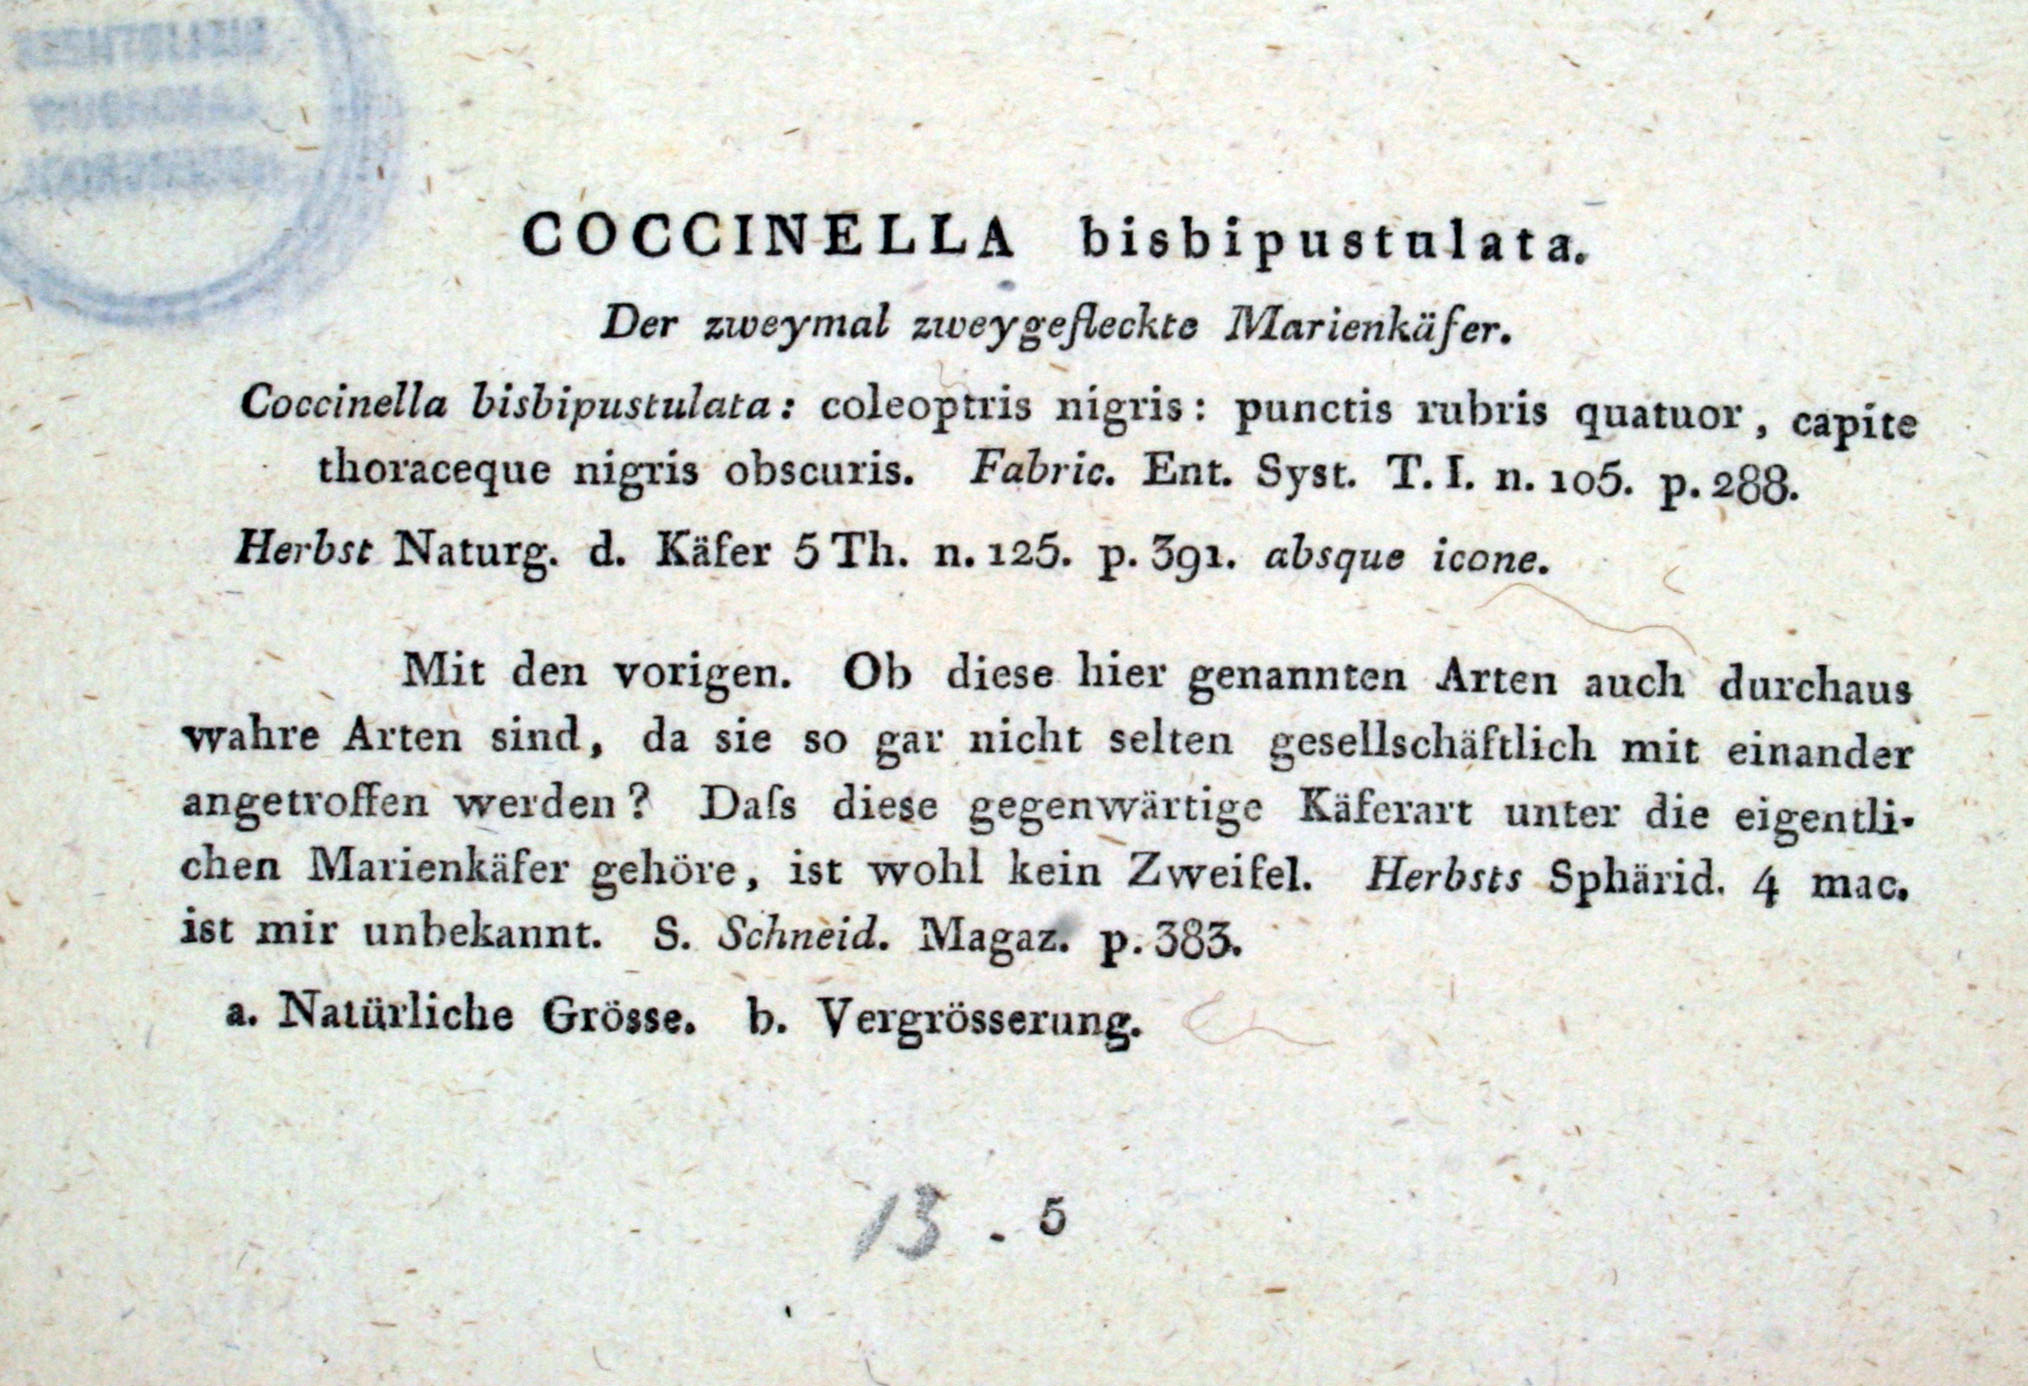 COCCINELLA bisbipustulata.
Der zweymal zweygefleckte Marienkäfer.
Coccinella bisbipustulata: coleoptris nigris: punctis rubris quatuor, capite
thoraceque nigris obscuris. Fabric. Ent. Syst. T. I. n. 105. p. 288.
Herbst Naturg. d. Käfer 5 Th. n. 125. p. 391. absque icone.
Mit den vorigen. Ob diese hier genannten Arten auch durchaus
wahre Arten sind, da sie so gar nicht selten gesellschäftlich mit einander
angetroffen werden? Daſs diese gegenwärtige Käferart unter die eigentli-
chen Marienkäfer gehöre, ist wohl kein Zweifel. Herbsts Sphärid. 4 mac.
ist mir unbekannt. S. Schneid. Magaz. p. 383.
a. Natürliche Grösse. b. Vergrösserung.
13 . 5